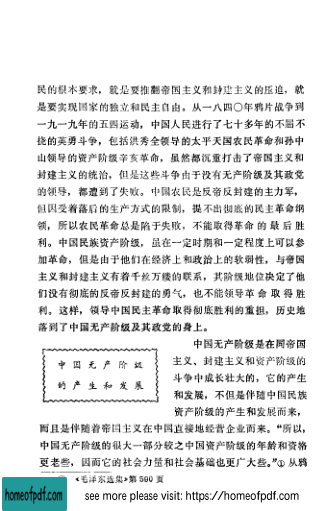 民的根本要求，就是要推翻帝国主义和封建主义的压迫，就
是要实现国家的独立和民主自由。从一八四〇年鸦片战争到
一九一九年的五四运动，中国人民进行了七十多年的不屈不
挠的英勇斗争，包括洪秀全领导的太平天国农民革命和孙中
山领导的资产阶级辛亥革命，虽然都沉重打击了帝国主义和
封建主义的统治，但是这些斗争由于没有无产阶级及其政党
的领导，都遭到了失败。中国农民是反帝反封建的主力军，
但因受着落后的生产方式的限制，提不出彻底的民主革命纲
领，所以农民革命总是陷于失败，不能取得革命的最后胜
利。中国民族资产阶级，虽在一定时期和一定程度上可以参
加革命，但是由于他们在经济上和政治上的软弱性，与帝国
主义和封建主义有着千丝万缕的联系，其阶级地位决定了他
们没有彻底的反帝反封建的勇气，也不能领导革命取得胜
利。这样，领导中国民主革命取得彻底胜利的重担，历史地
落到了中国无产阶级及其政党的身上。
中国无产阶级
的产生和发展
中国无产阶级是在同帝国
主义、封建主义和资产阶级的
斗争中成长壮大的，它的产生
和发展，不但是伴随中国民族
资产阶级的产生和发展而来，
而且是伴随着帝国主义在中国直接地经营企业而来。“所以，
中国无产阶级的很大一部分较之中国资产阶级的年龄和资格
更老些，因而它的社会力量和社会基础也更广大些。”① 从鸦
《毛泽东选集》第590页
homeofpdf.com
see more please visit: https://homeofpdf.com